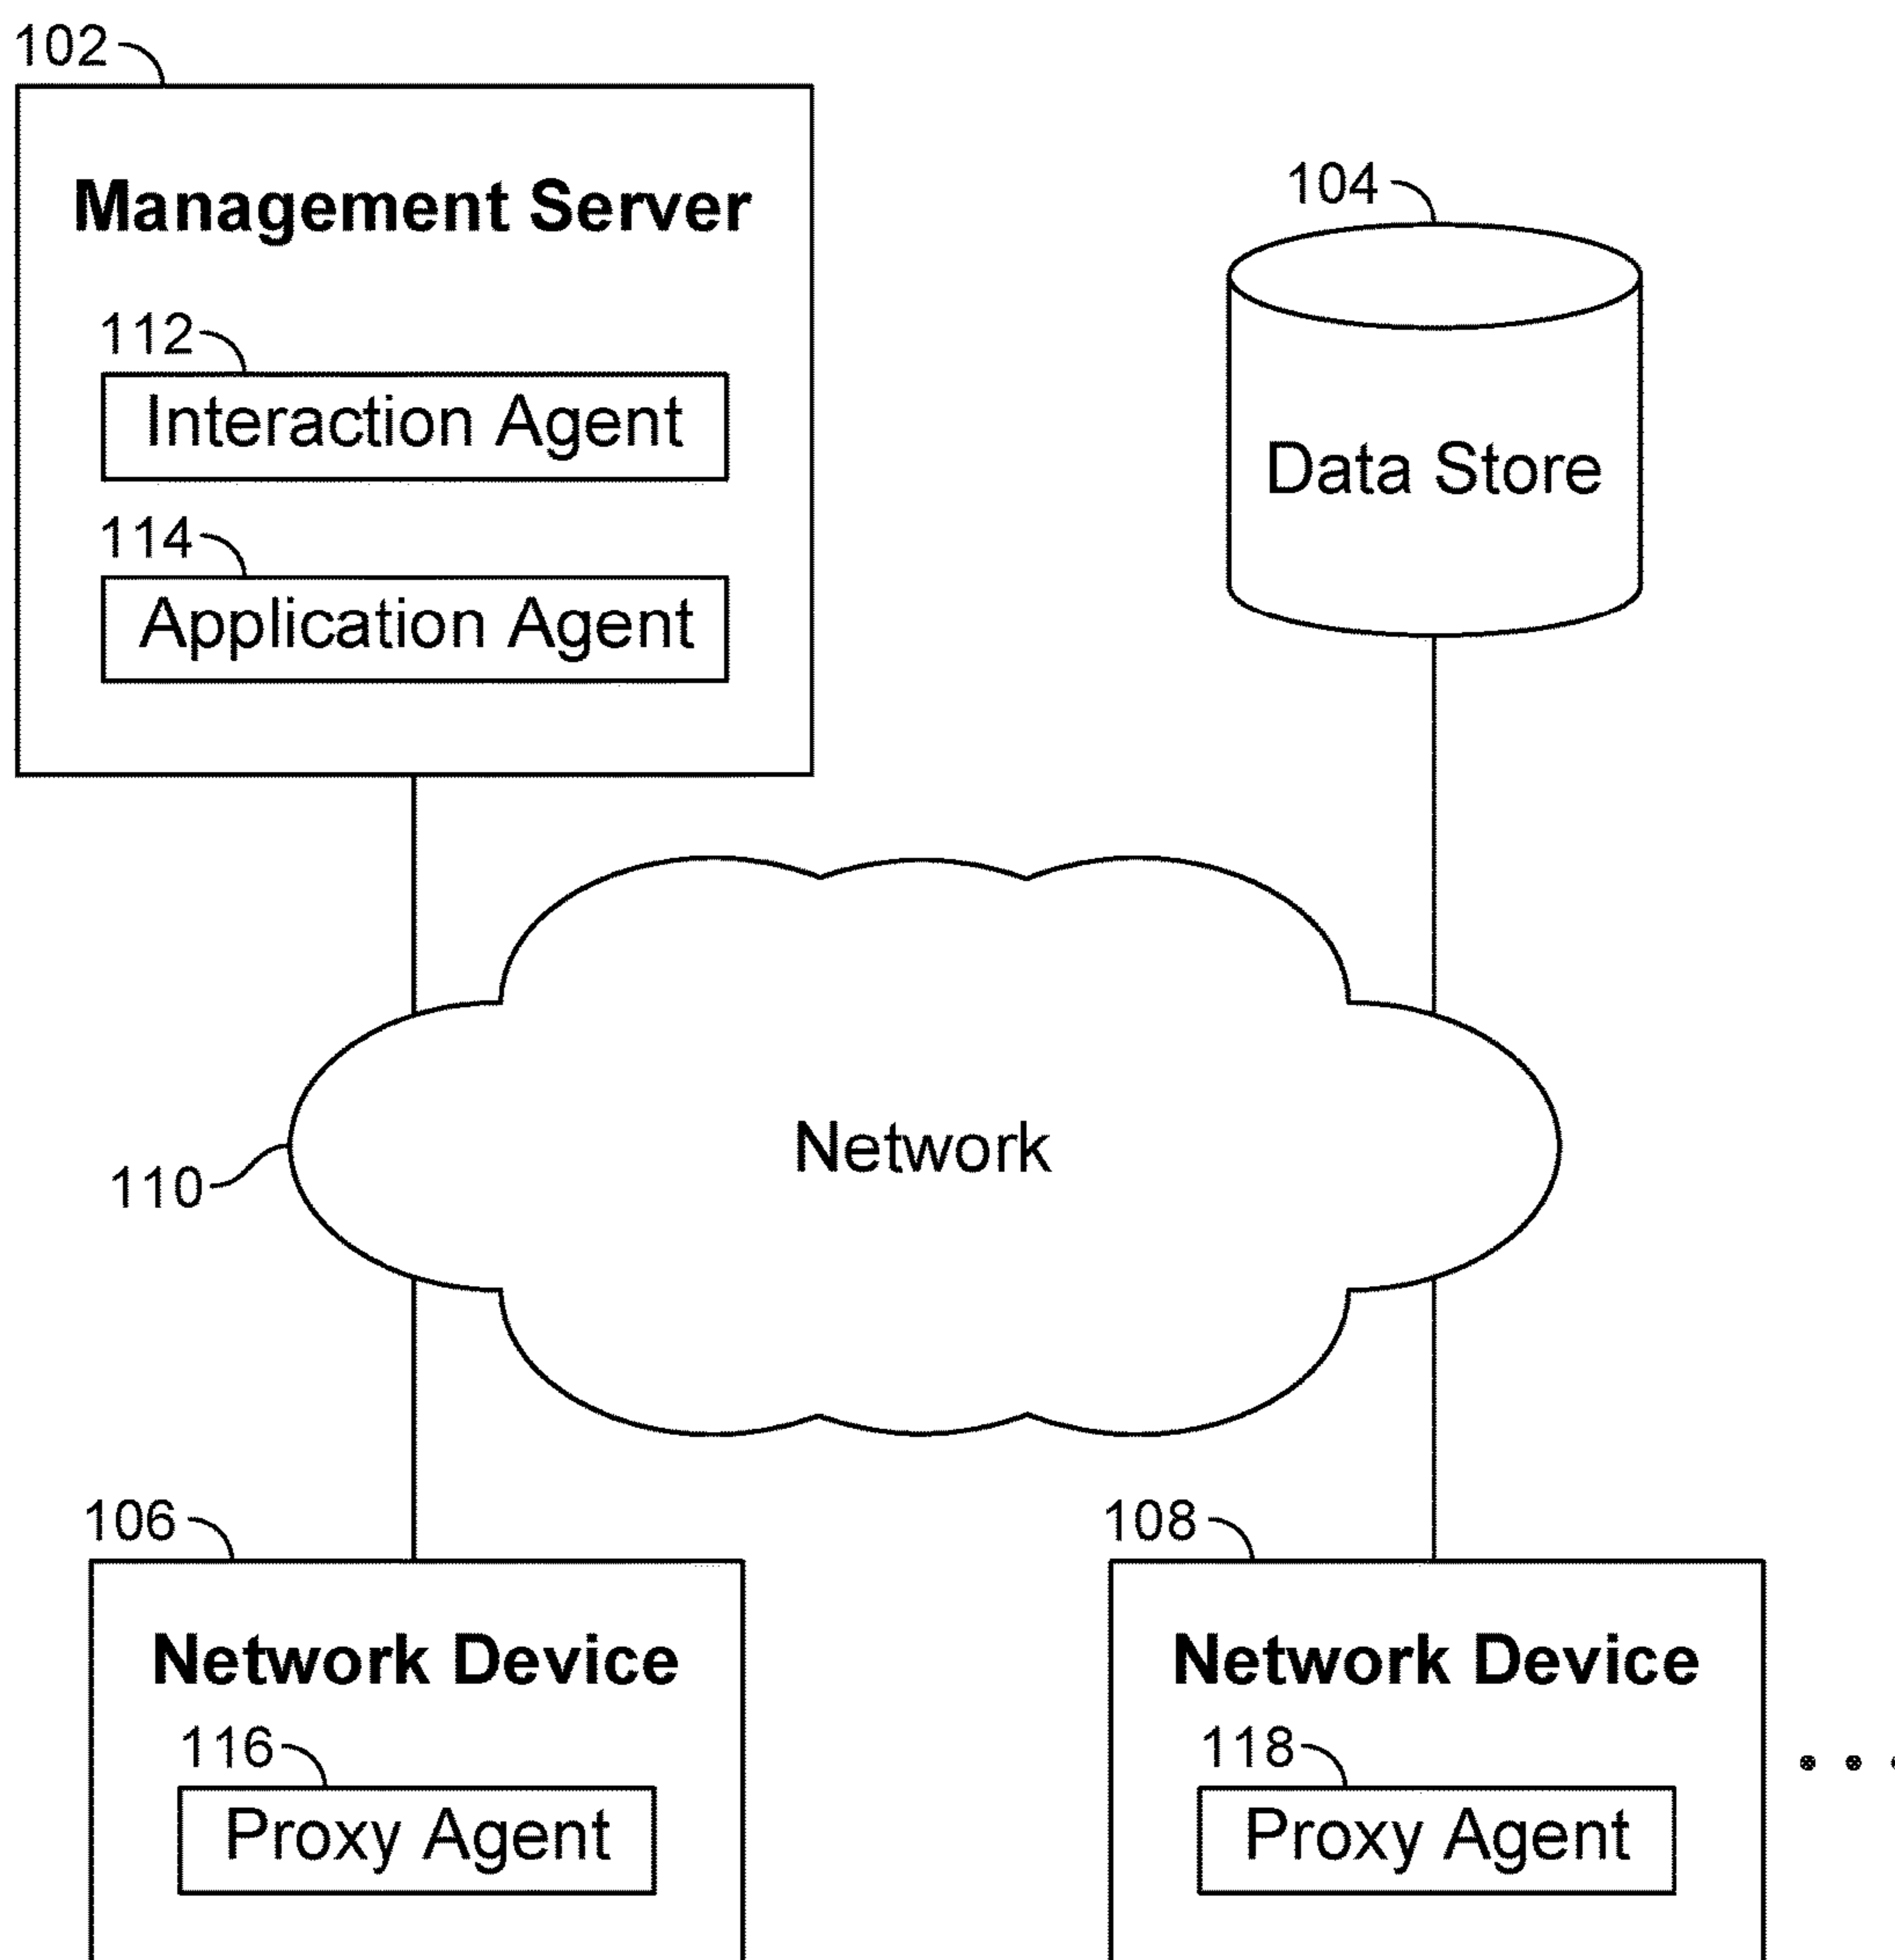 102
Management Server
104
112
Interaction Agent
Data Store
114
Application Agent
Network
110
106
108
Network Device
Network Device
116
118
Proxy Agent
Proxy Agent